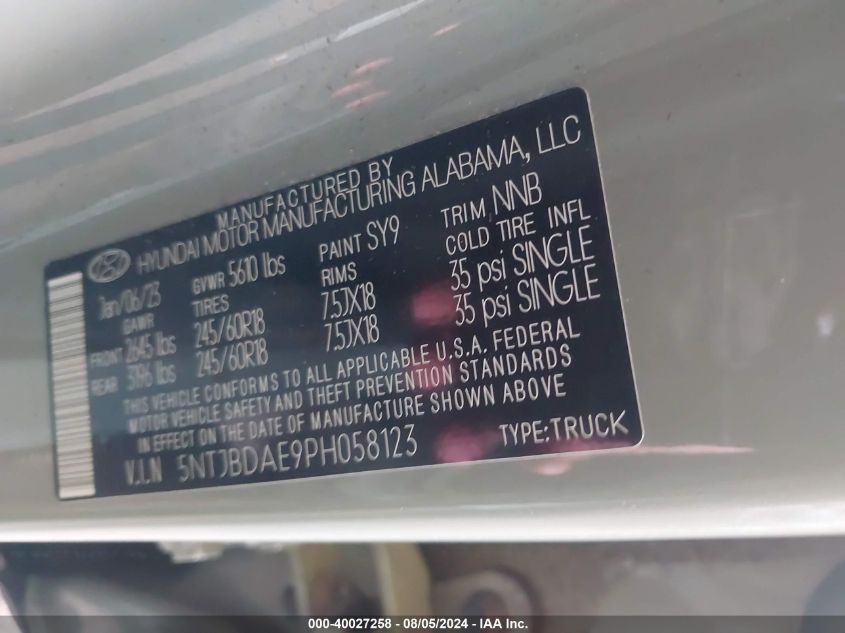 MANUFACTURED BY
HYUNDAI MOTOR MANUFACTURING ALABAMA, LLC
Jan/06/23 GVWR 5610 lbs PAINT SY9 TRIM NNB
GAWR TIRES RIMS COLD TIRE INFL
FRONT 2645 lbs 245/60R18 7.5JX18 35 psi SINGLE
REAR 3196 lbs 245/60R18 7.5JX18 35 psi SINGLE
THIS VEHICLE CONFORMS TO ALL APPLICABLE U.S.A. FEDERAL
MOTOR VEHICLE SAFETY AND THEFT PREVENTION STANDARDS
IN EFFECT ON THE DATE OF MANUFACTURE SHOWN ABOVE
V.I.N 5NTJBDAE9PH058123 TYPE:TRUCK
000-40027258 - 08/05/2024 - IAA Inc.